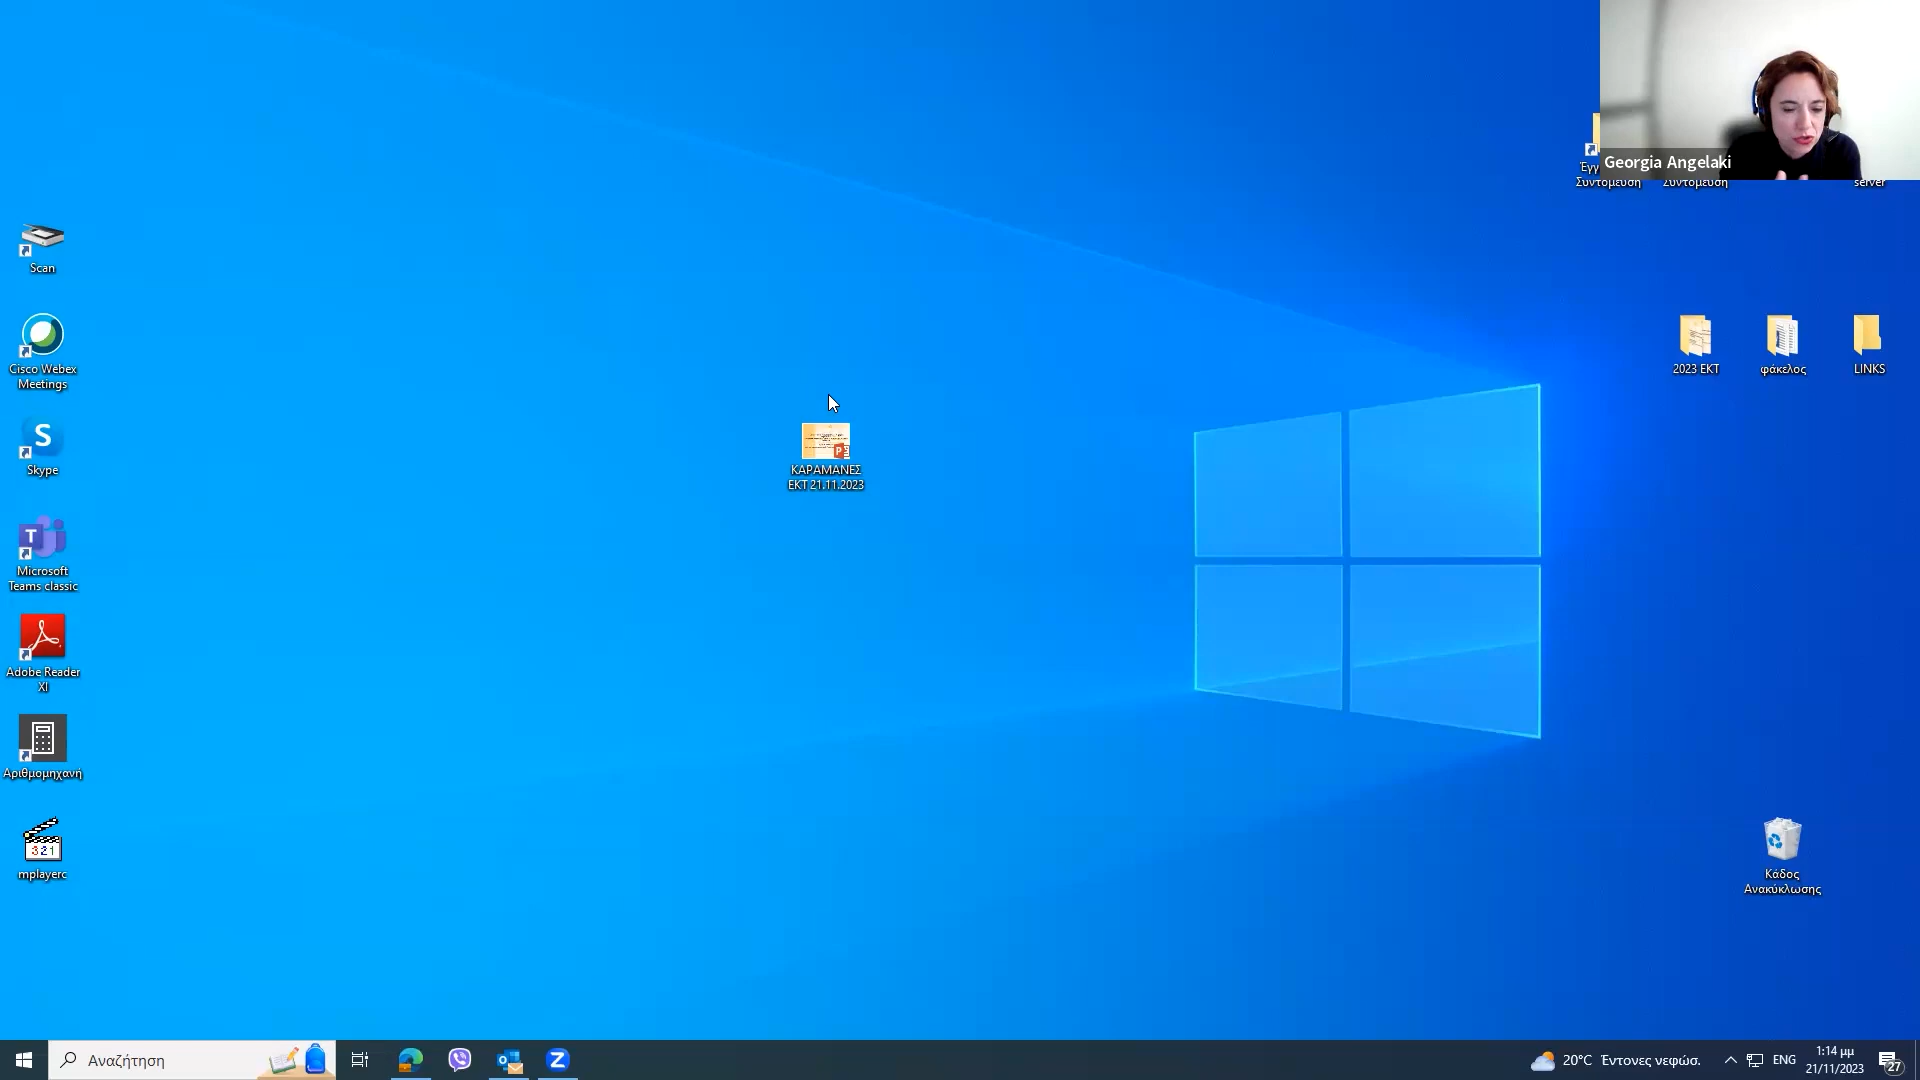 Georgia Angelaki
Συντόμευση
Συντόμευση
server
Scan
Cisco Webex
Meetings
2023 ΕΚΤ
φάκελος
LINKS
Skype
ΚΑΡΑΜΑΝΕΣ
ΕΚΤ 21.11.2023
Microsoft
Teams classic
Adobe Reader
XI
Αριθμομηχανή
321
mplayerc
Κάδος
Ανακύκλωσης
Αναζήτηση
20°C Έντονες νεφώσ.
ENG
1:14 μμ
21/11/2023
27